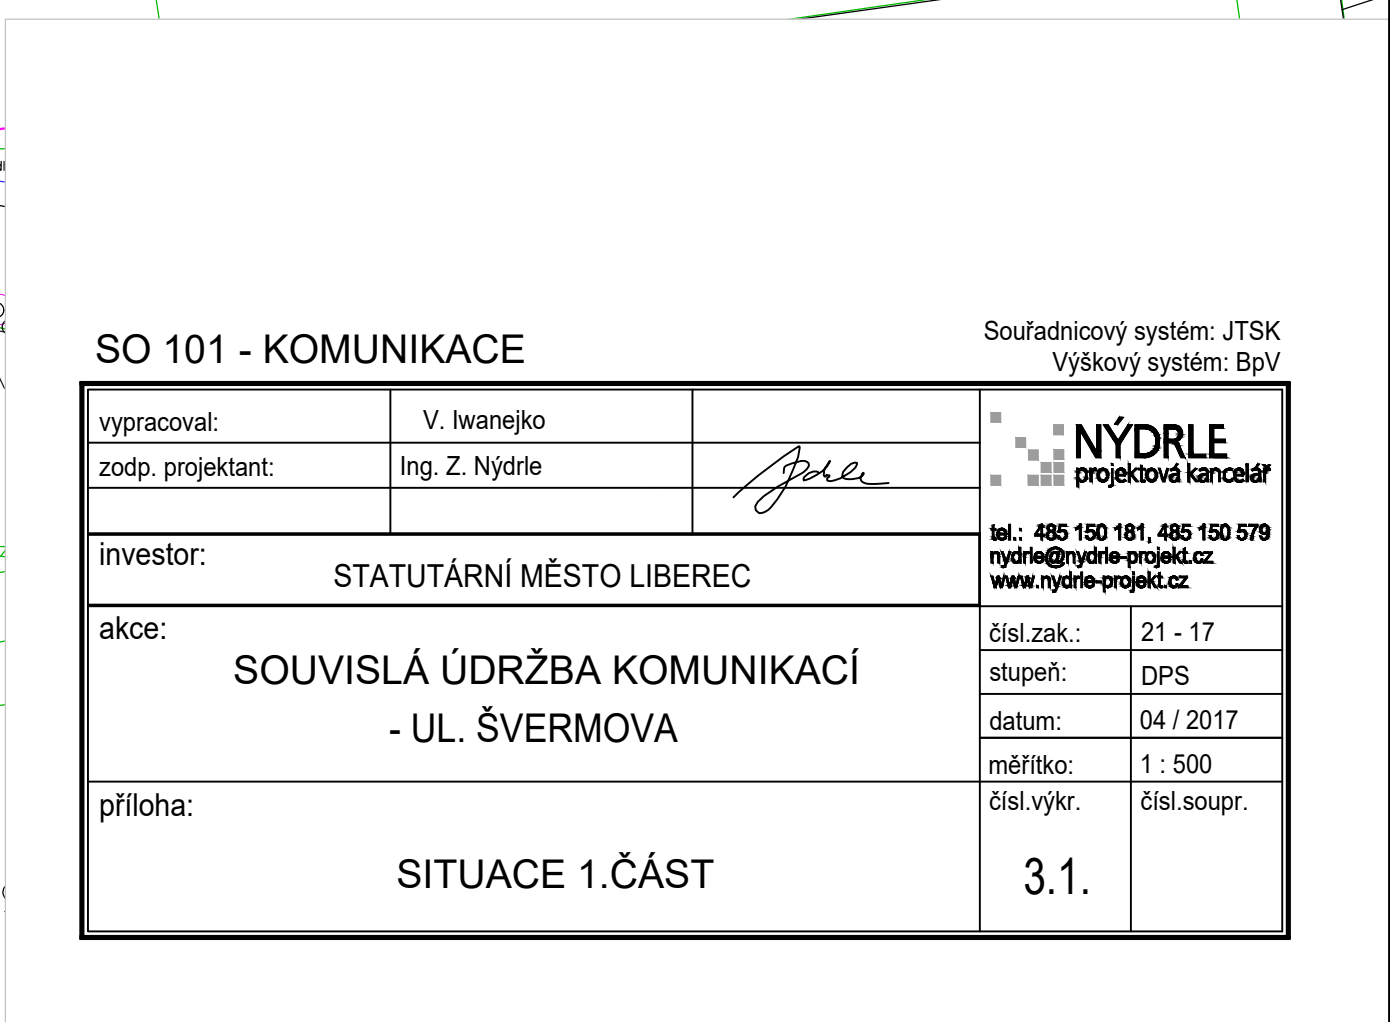 SO 101 - KOMUNIKACE
Souřadnicový systém: JTSK
Výškový systém: BpV
vypracoval: V. Iwanejko
zodp. projektant: Ing. Z. Nýdrle
NÝDRLE
projektová kancelář
tel.: 485 150 181, 485 150 579
nydrle@nydrle-projekt.cz
www.nydrle-projekt.cz
investor:
STATUTÁRNÍ MĚSTO LIBEREC
akce:
SOUVISLÁ ÚDRŽBA KOMUNIKACÍ
- UL. ŠVERMOVA
čísl.zak.: 21 - 17
stupeň: DPS
datum: 04 / 2017
měřítko: 1 : 500
příloha:
SITUACE 1.ČÁST
čísl.výkr. čísl.soupr.
3.1.